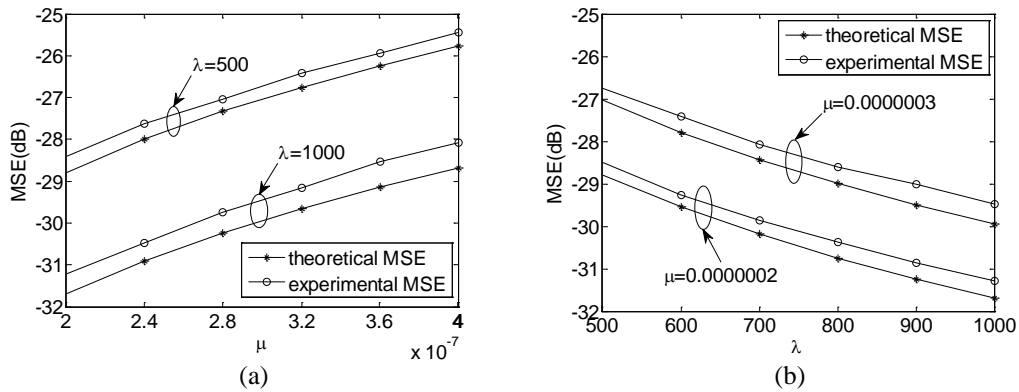 -25
-26
-27
-28
-29
-30
-31
-32
MSE(dB)
λ=500
λ=1000
theoretical MSE
experimental MSE
2
2.4
2.8
3.2
3.6
4
μ
x 10⁻⁷
(a)
-25
-26
-27
-28
-29
-30
-31
-32
MSE(dB)
theoretical MSE
experimental MSE
μ=0.0000003
μ=0.0000002
500
600
700
800
900
1000
λ
(b)